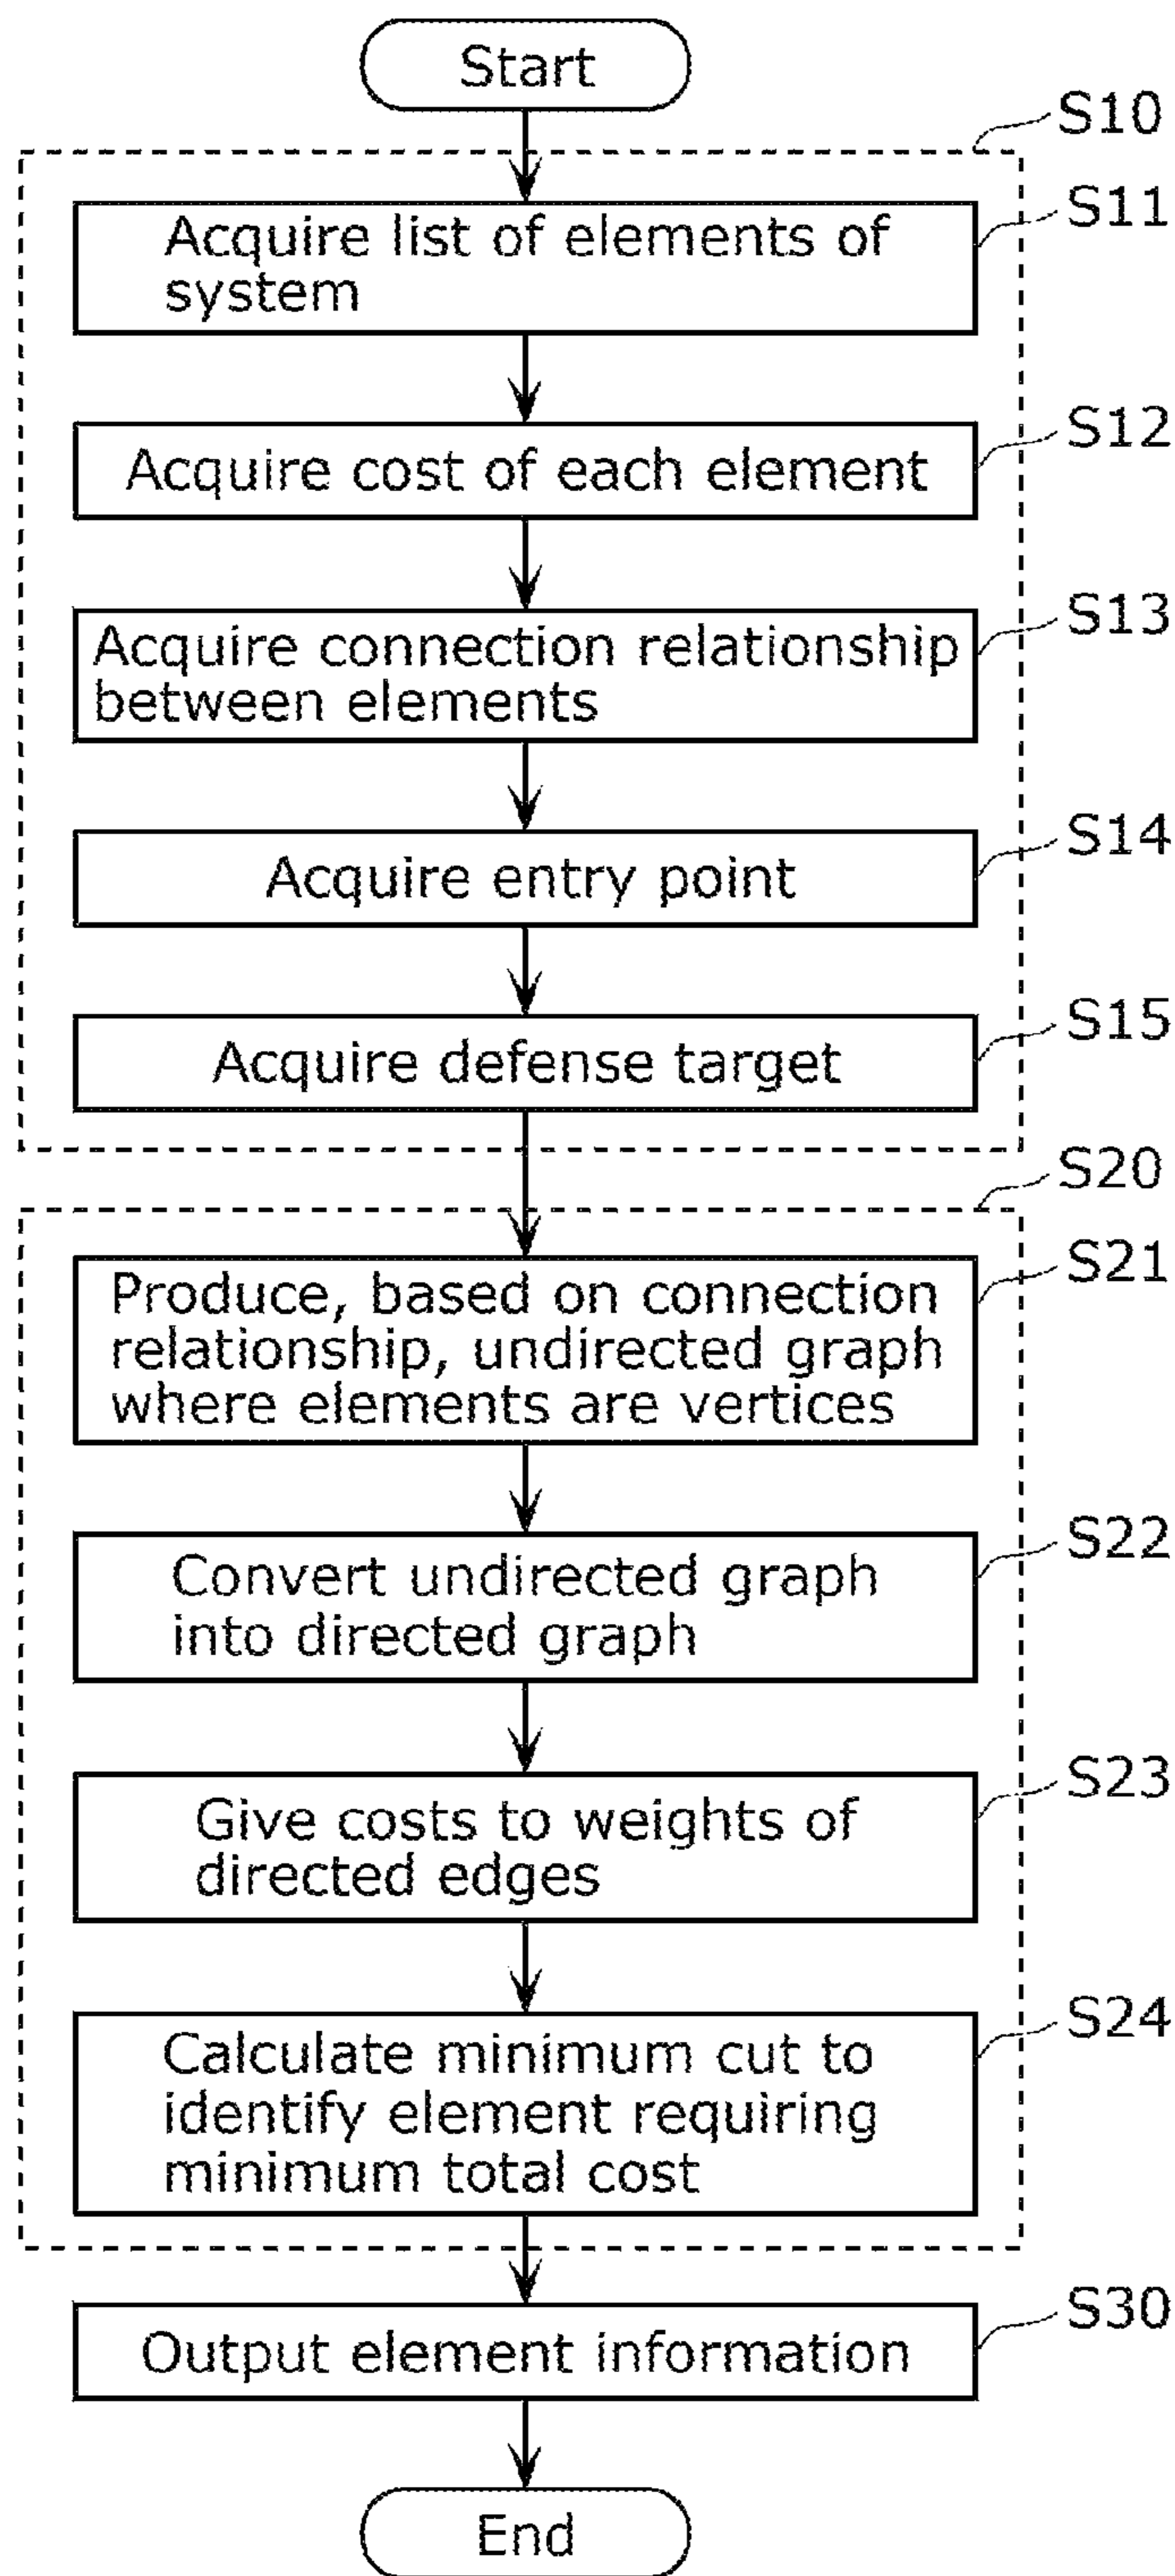 Start
S10
Acquire list of elements of
system
S11
Acquire cost of each element
S12
Acquire connection relationship
between elements
S13
Acquire entry point
S14
Acquire defense target
S15
S20
Produce, based on connection
relationship, undirected graph
where elements are vertices
S21
Convert undirected graph
into directed graph
S22
Give costs to weights of
directed edges
S23
Calculate minimum cut to
identify element requiring
minimum total cost
S24
Output element information
S30
End